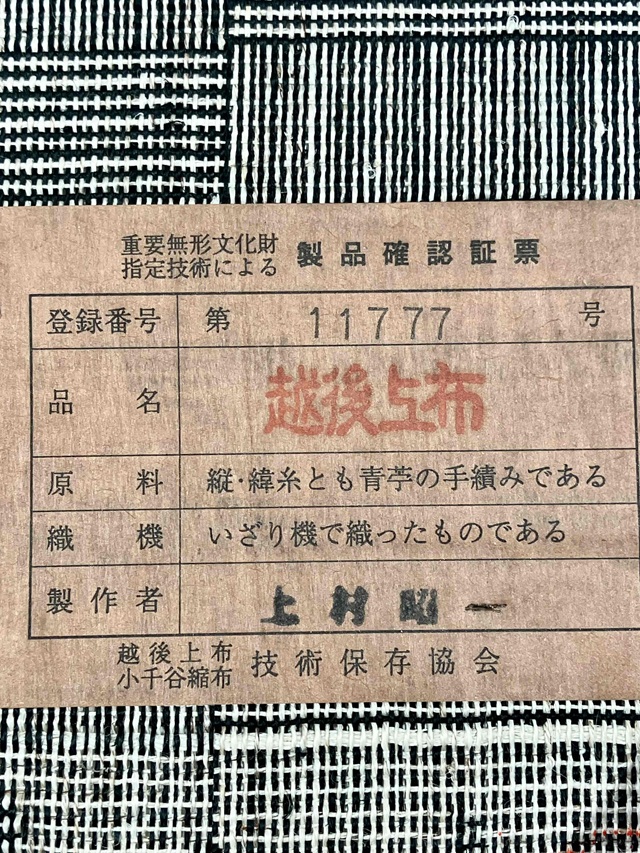 重要無形文化財
指定技術による
製品確認証票
登録番号 第 11777 号
品名 越後上布
原料 縦・緯糸とも青苧の手績みである
織機 いざり機で織ったものである
製作者 上村昭一
越後上布
小千谷縮布
技術保存協会